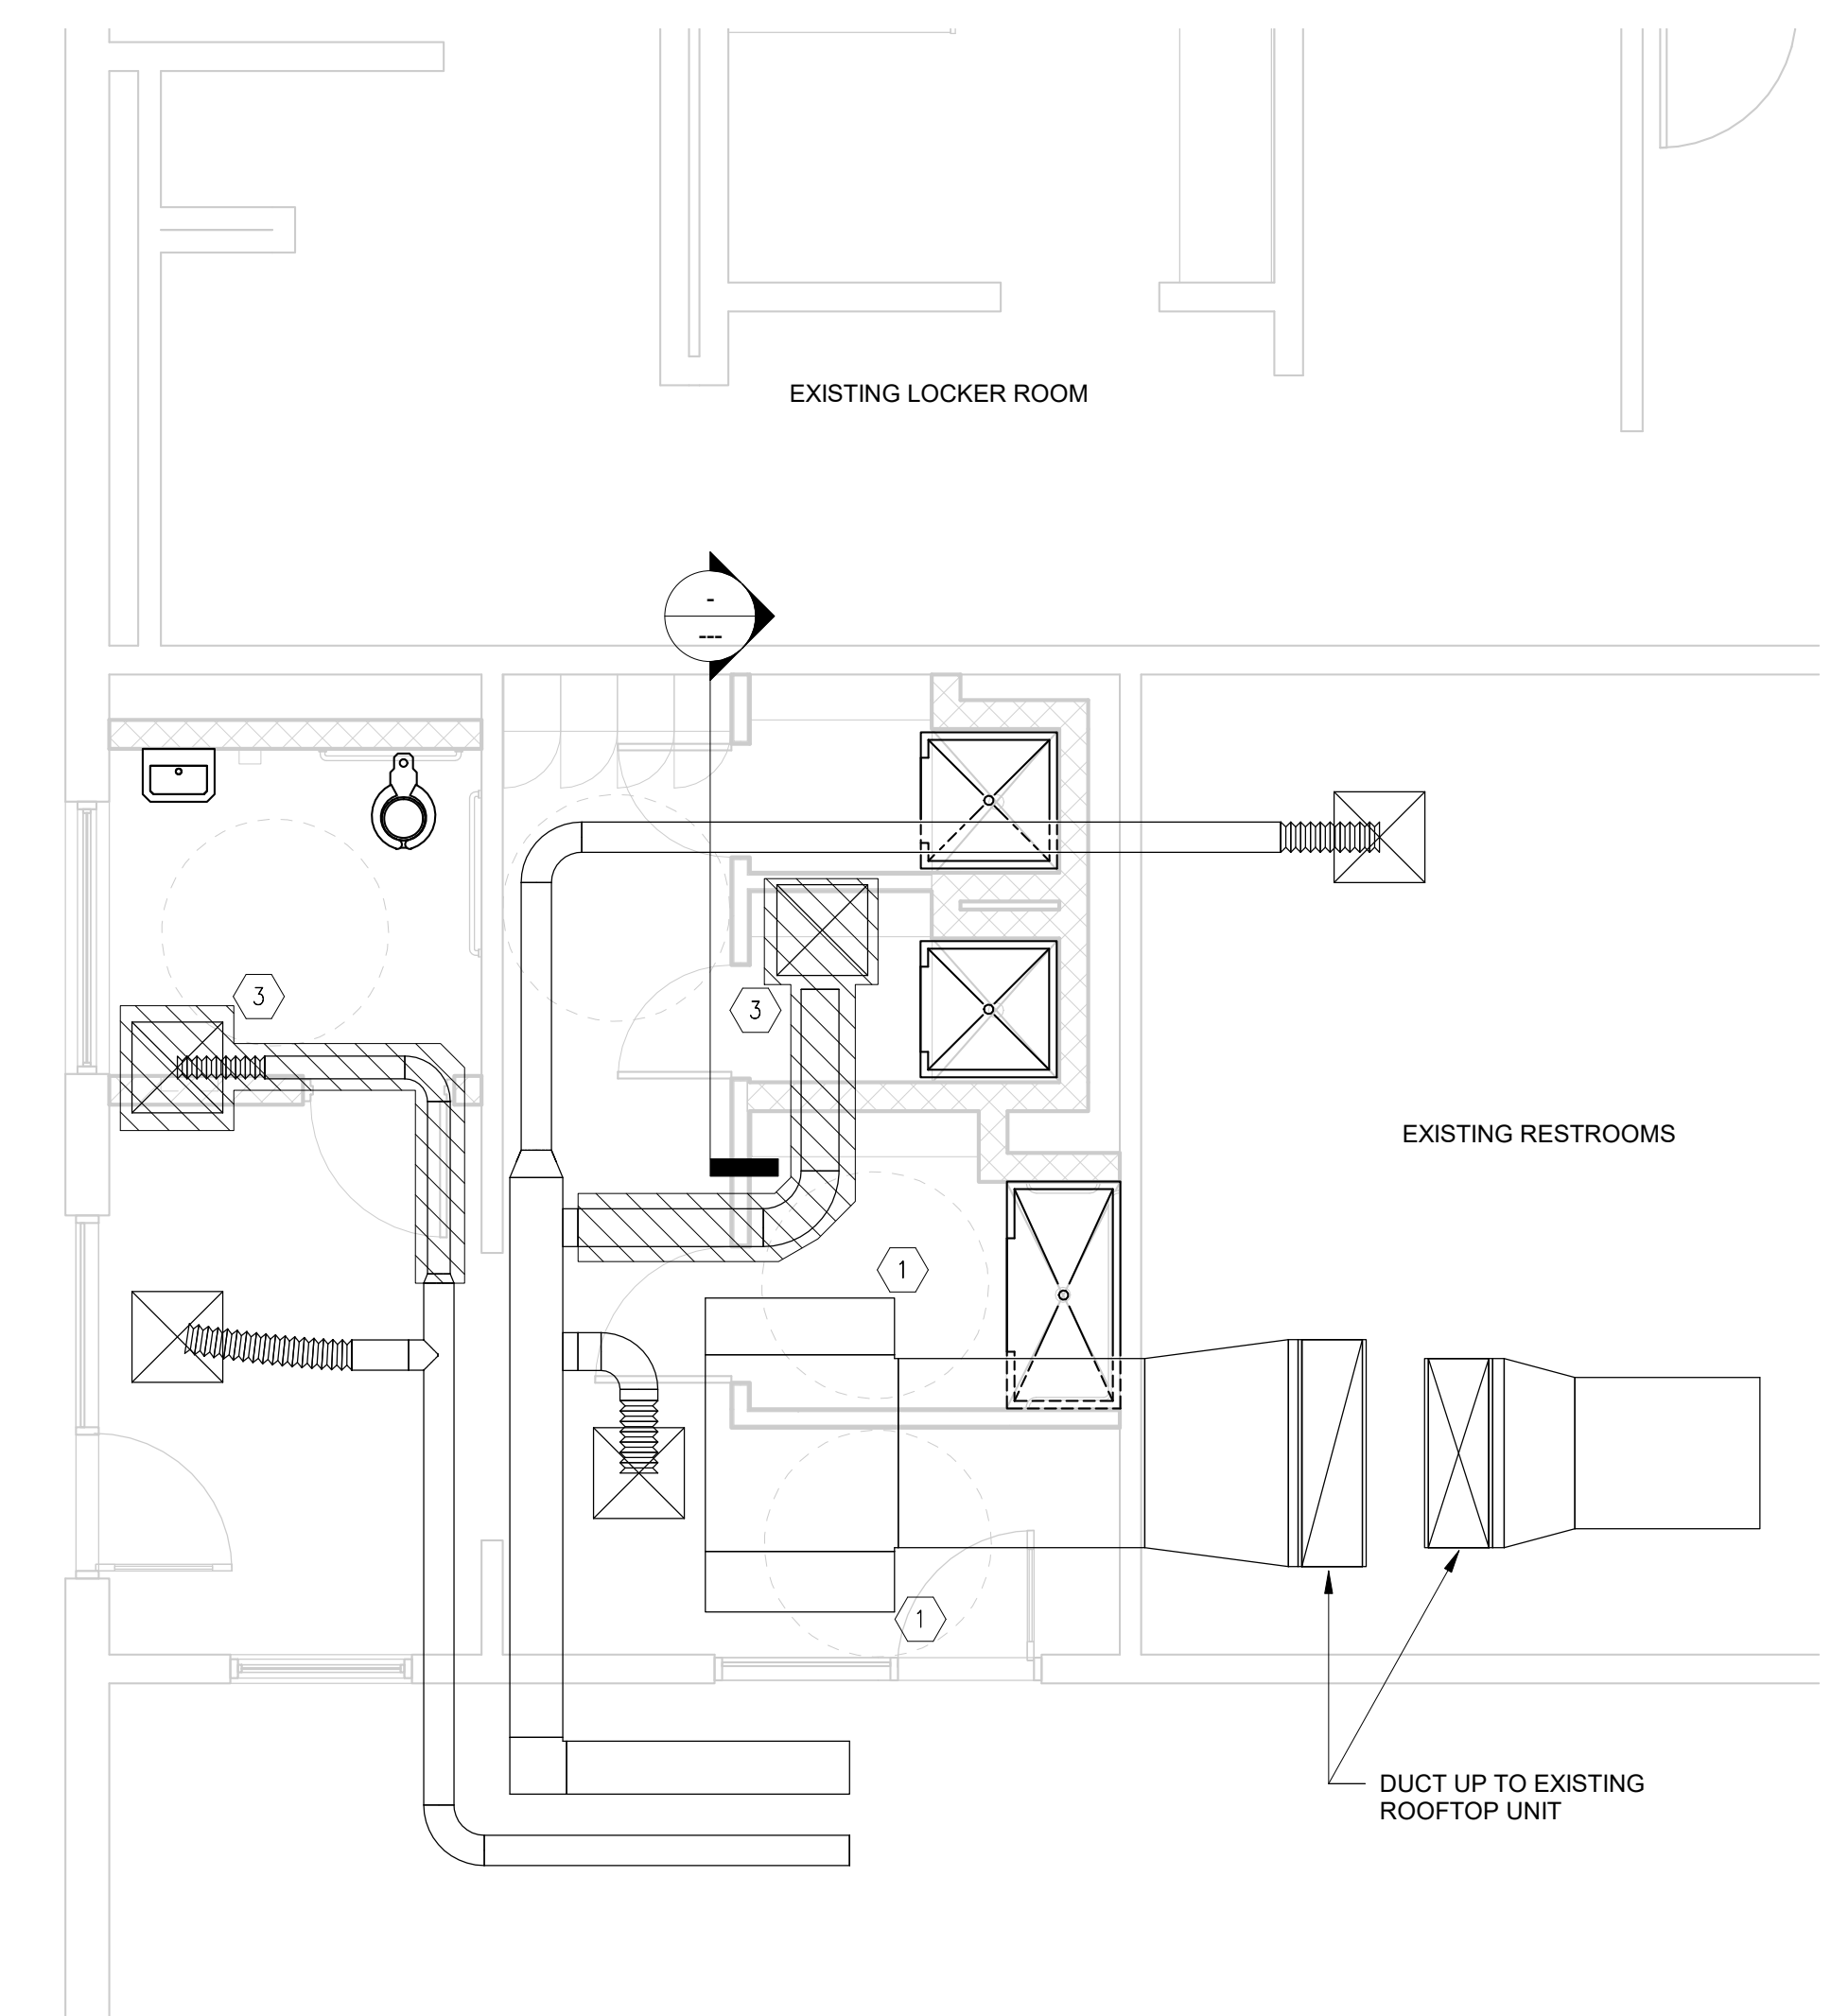 EXISTING LOCKER ROOM
-
---
3
3
EXISTING RESTROOMS
1
1
DUCT UP TO EXISTING
ROOFTOP UNIT